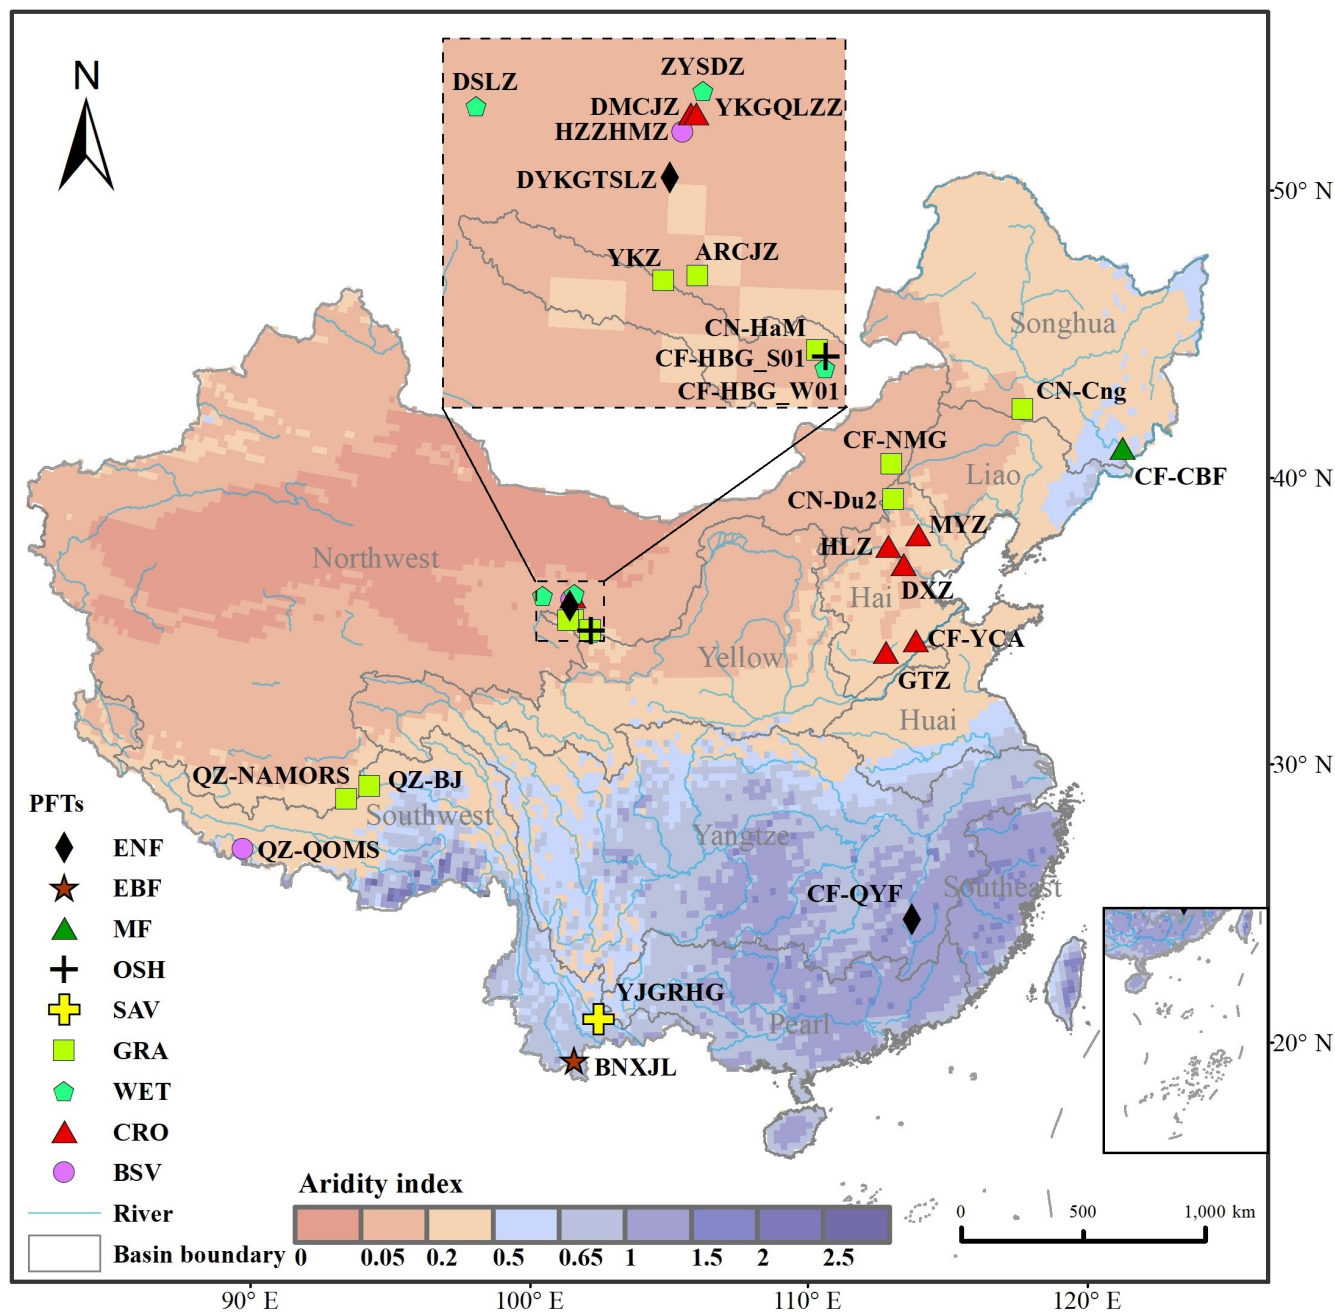 N
ZYSDZ
DSLZ
DMCJZ
YKGQLZZ
HZZHMZ
DYKGTSLZ
50° N
YKZ
ARCJZ
CN-HaM
Songhua
CF-HBG_S01
CF-HBG_W01
CN-Cng
CF-NMG
Liao
CF-CBF
40° N
CN-Du2
MYZ
HLZ
Northwest
DXZ
Hai
CF-YCA
Yellow
GTZ
Huai
30° N
QZ-NAMORS
QZ-BJ
PFTs
Southwest
Yangtze
ENF
QZ-QOMS
EBF
Southeast
CF-QYF
MF
OSH
YJGRHG
SAV
Pearl
20° N
GRA
BNXJL
WET
CRO
BSV
Aridity index
River
0 500 1,000 km
Basin boundary
0 0.05 0.2 0.5 0.65 1 1.5 2 2.5
90° E 100° E 110° E 120° E